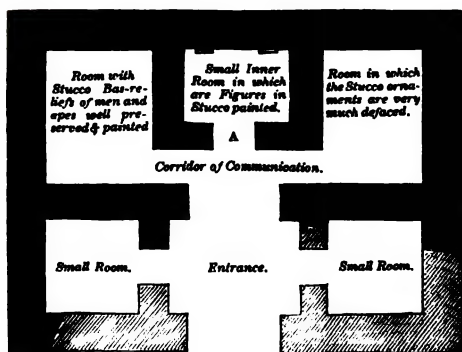 Room with
Stucco Bas-re-
liefs of men and
apes well pre-
served & painted
Small Inner
Room in which
are Figures in
Stucco painted.
Room in which
the Stucco orna-
ments are very
much defaced.
A
Corridor of Communication.
Small Room.
Entrance.
Small Room.